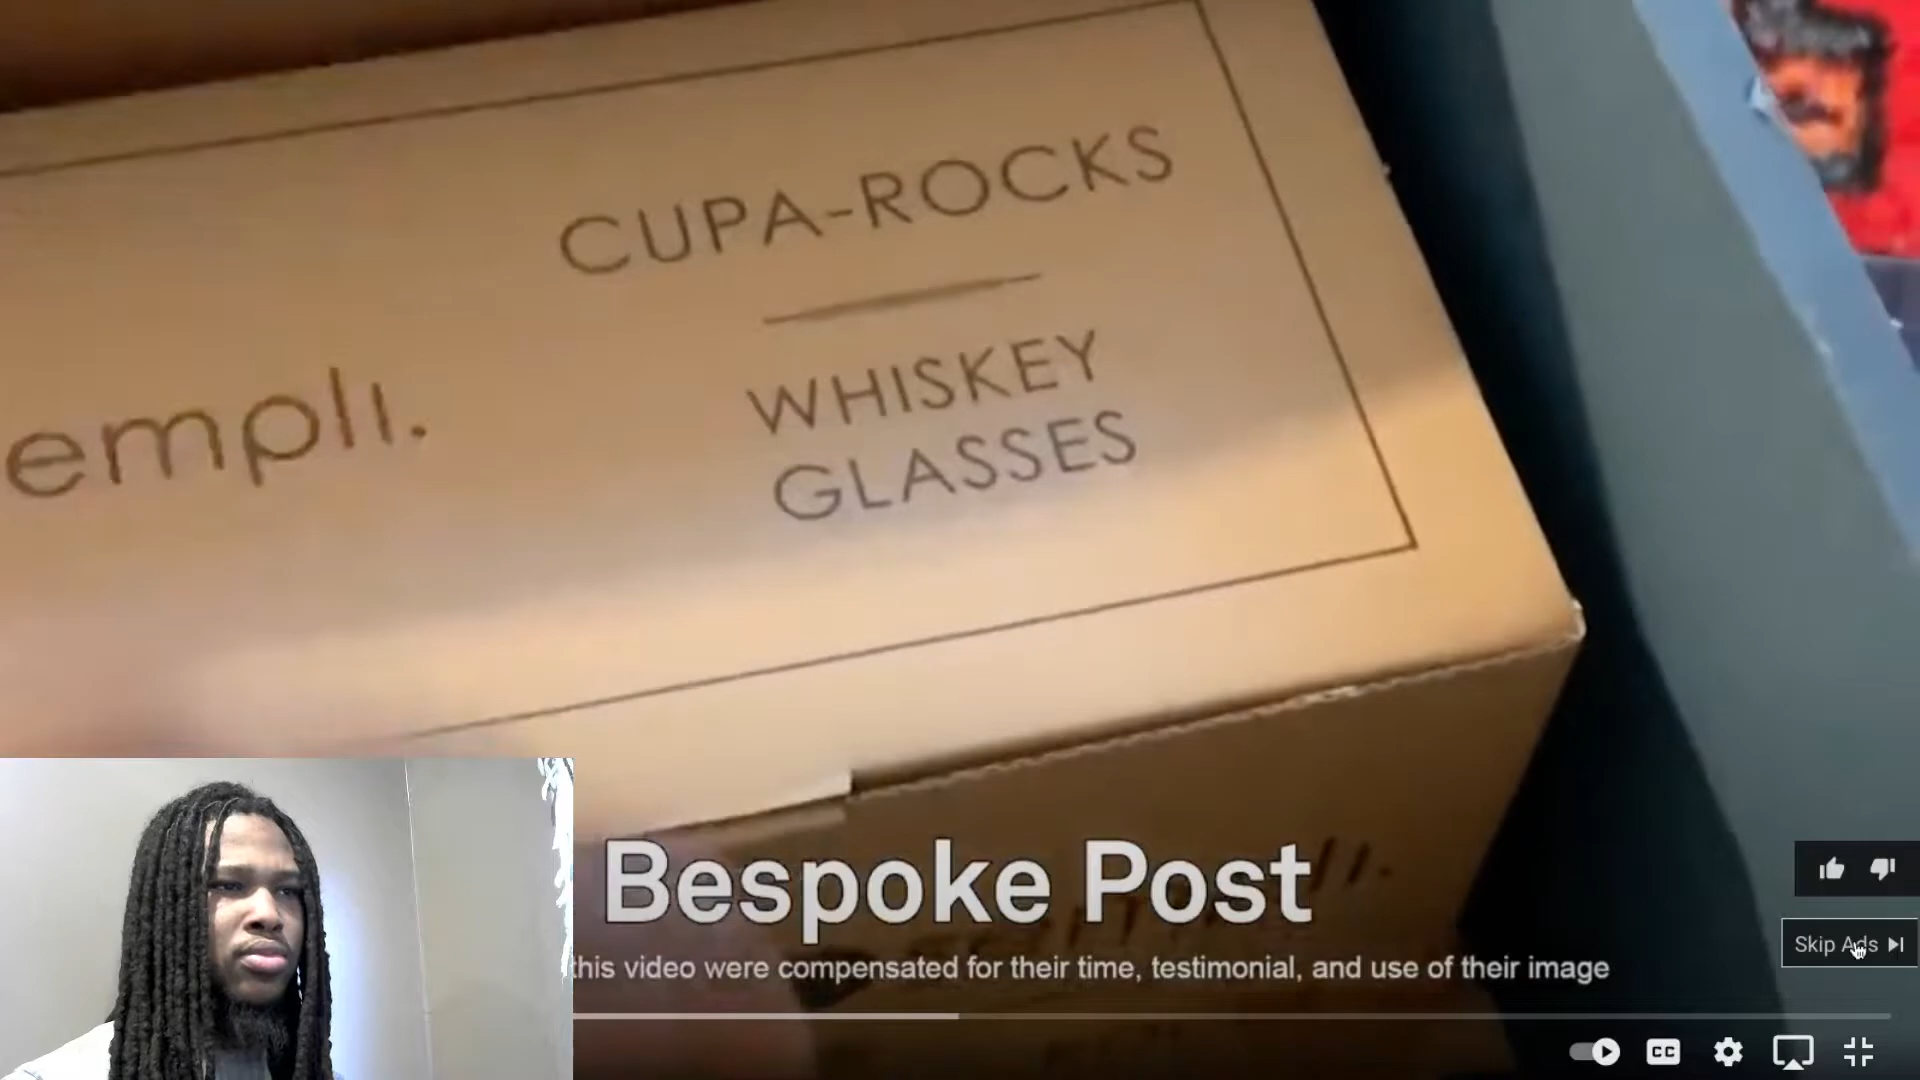 CUPA-ROCKS
WHISKEY
GLASSES
empli.
Bespoke Post
this video were compensated for their time, testimonial, and use of their image
Skip Ads
CC